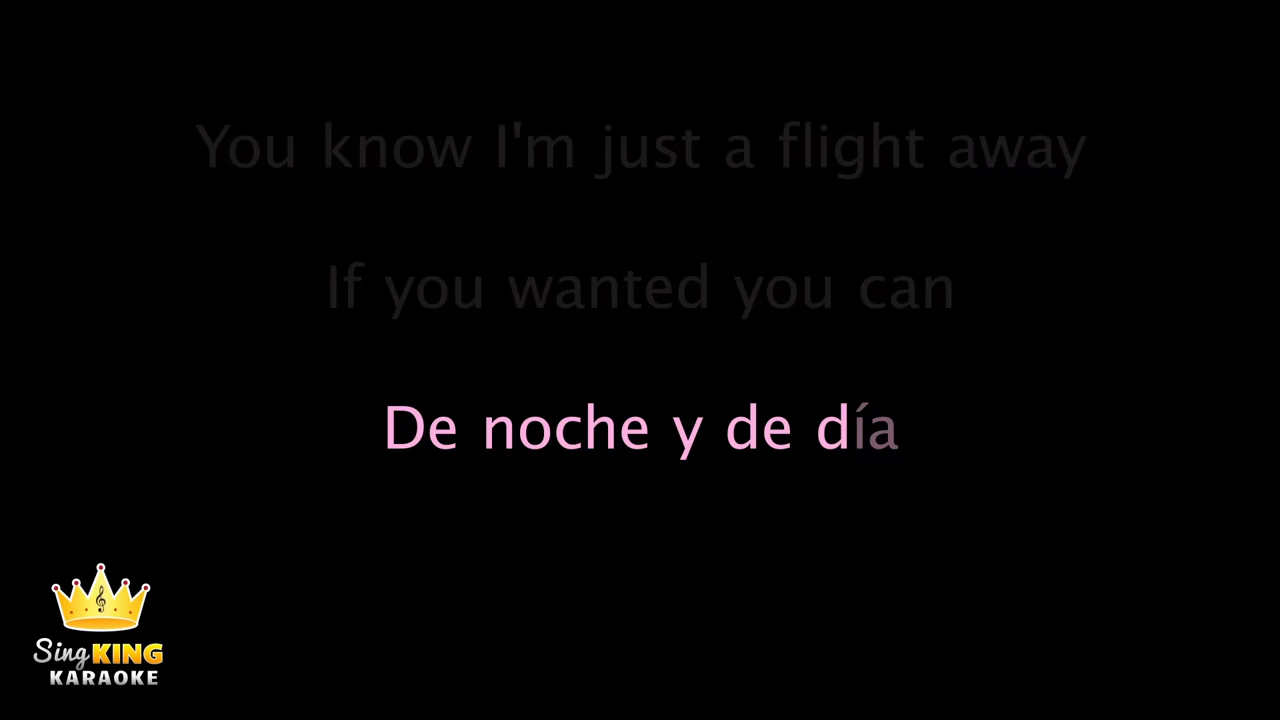 You know I'm just a flight away
If you wanted you can
De noche y de día
Sing KING
KARAOKE